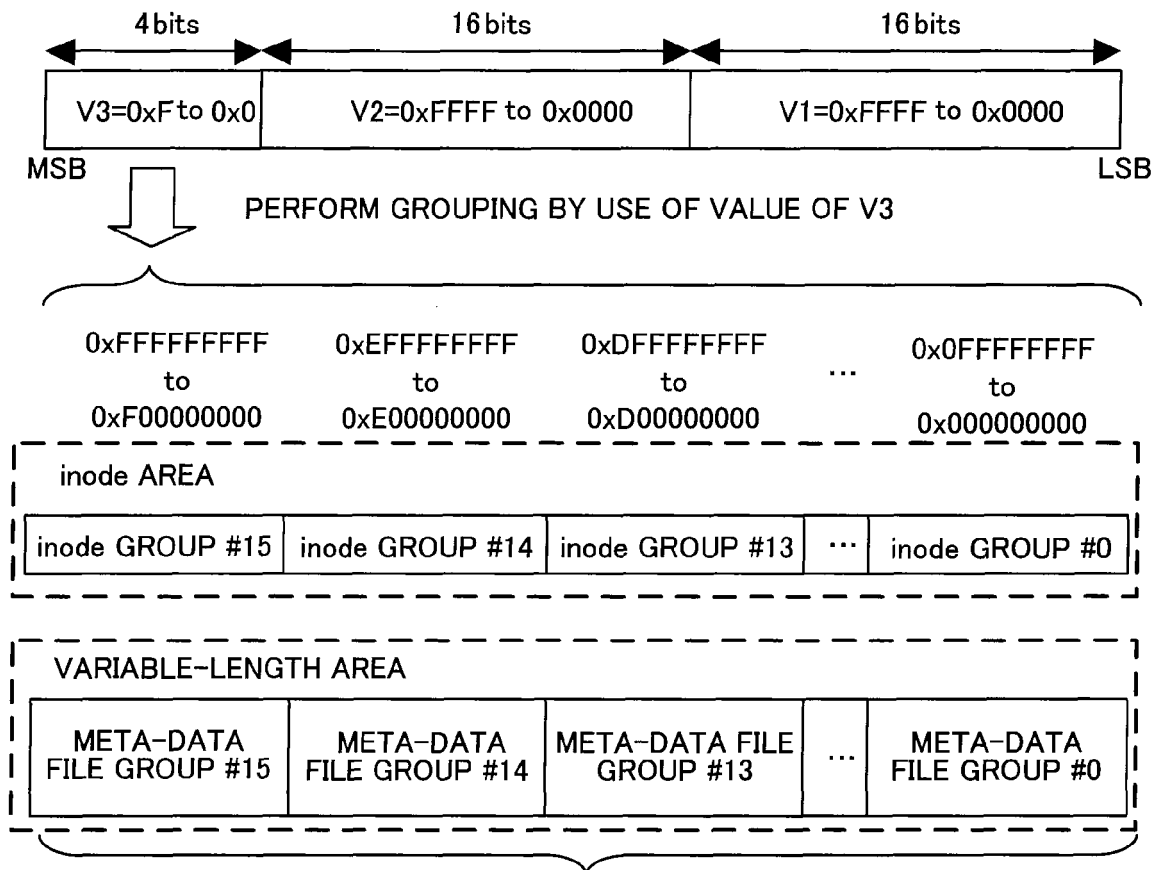 4bits 16bits 16bits
V3=0xF to 0x0 V2=0xFFFF to 0x0000 V1=0xFFFF to 0x0000
MSB LSB
PERFORM GROUPING BY USE OF VALUE OF V3
0xFFFFFFFFF 0xEFFFFFFFF 0xDFFFFFFFF ... 0x0FFFFFFFF
to to to to
0xF00000000 0xE00000000 0xD00000000 0x000000000
inode AREA
inode GROUP #15 inode GROUP #14 inode GROUP #13 ... inode GROUP #0
VARIABLE-LENGTH AREA
META-DATA META-DATA META-DATA FILE ... META-DATA
FILE GROUP #15 FILE GROUP #14 GROUP #13 FILE GROUP #0